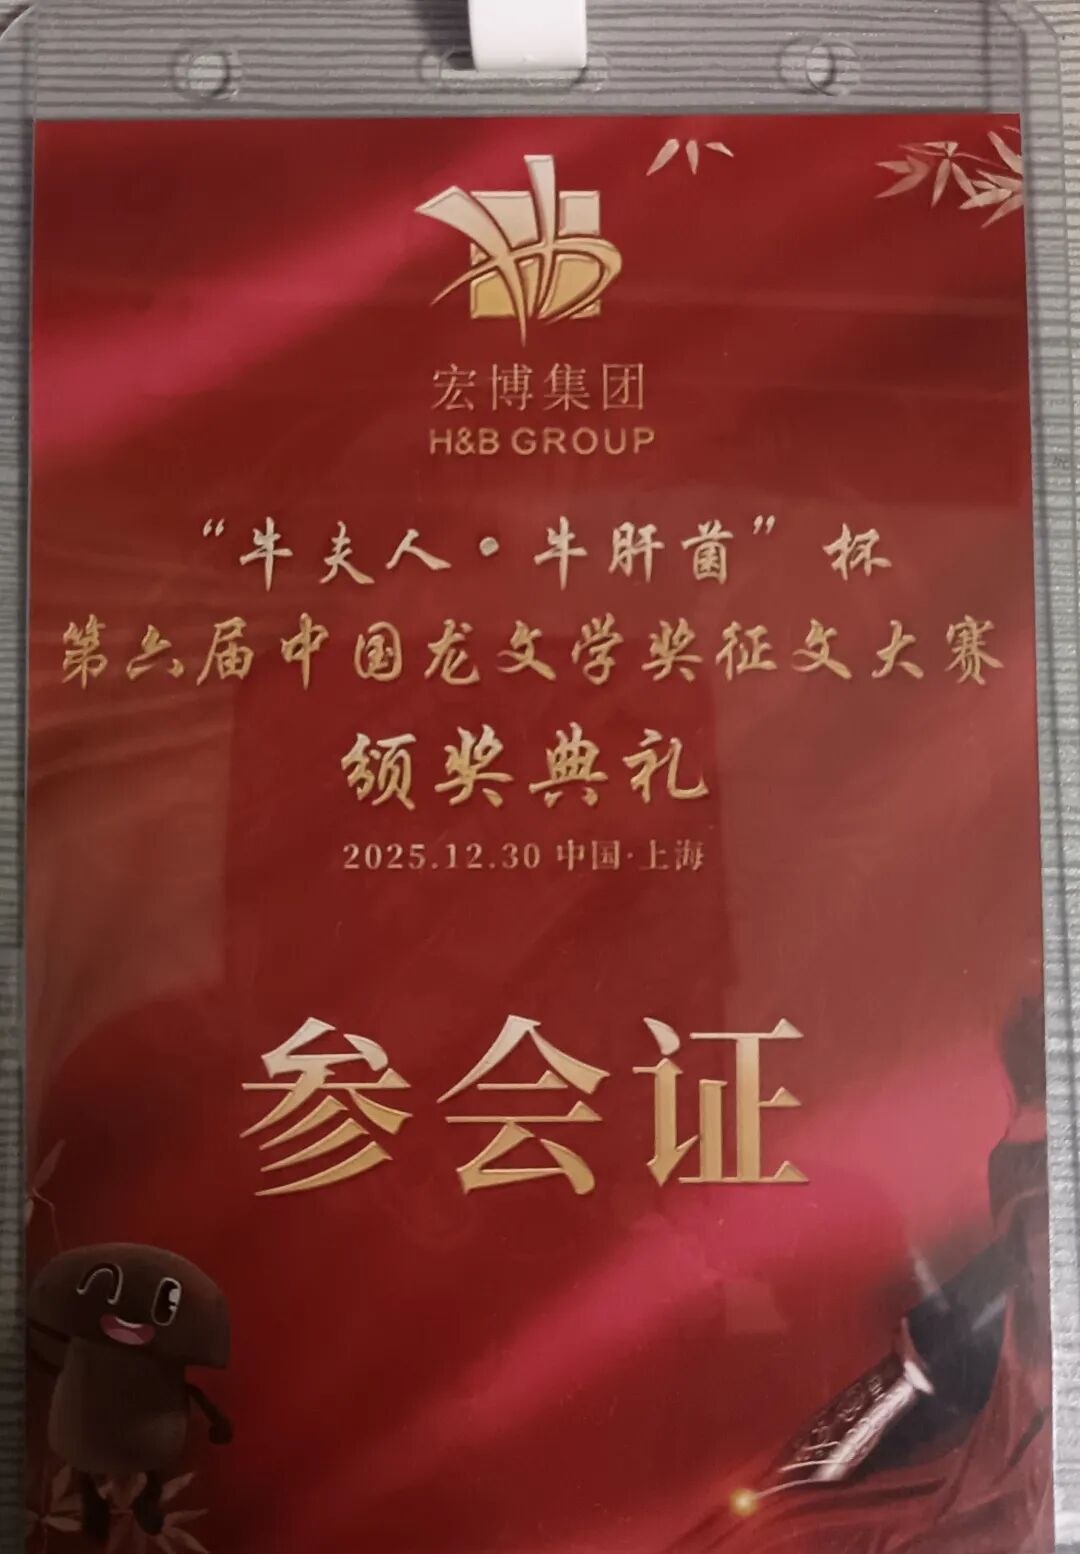 宏博集团
H&B GROUP
“牛夫人·牛肝菌”杯
第六届中国龙文学奖征文大赛
颁奖典礼
2025.12.30 中国·上海
参会证